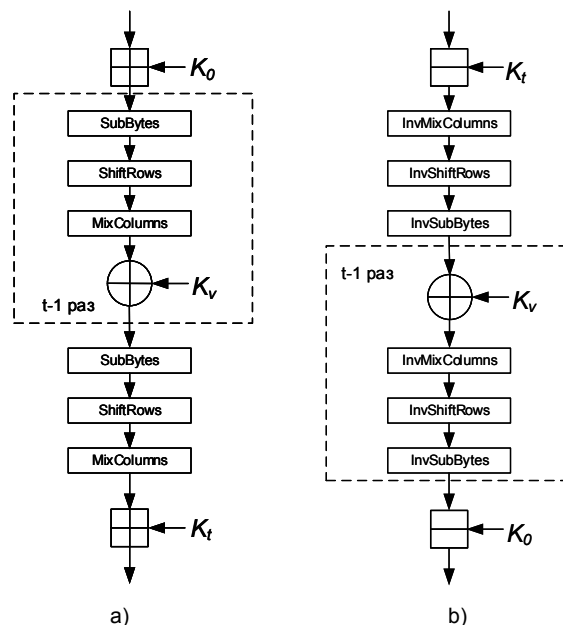 K0
SubBytes
ShiftRows
MixColumns
Kv
t-1 раз
SubBytes
ShiftRows
MixColumns
Kt
a)
Kt
InvMixColumns
InvShiftRows
InvSubBytes
t-1 раз
Kv
InvMixColumns
InvShiftRows
InvSubBytes
K0
b)